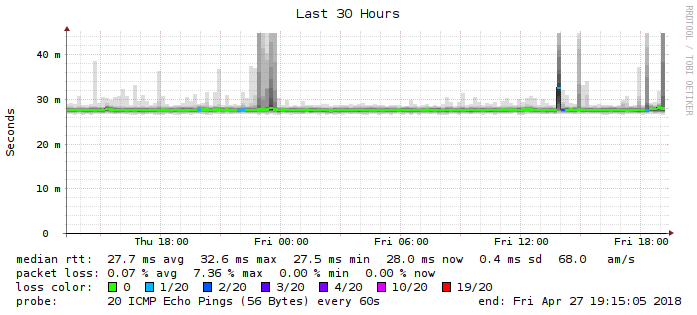 Last 30 Hours
RRDTOOL / TOBI OETIKER
Seconds
40 m
30 m
20 m
10 m
0
Thu 18:00 Fri 00:00 Fri 06:00 Fri 12:00 Fri 18:00
median rtt: 27.7 ms avg 32.6 ms max 27.5 ms min 28.0 ms now 0.4 ms sd 68.0 am/s
packet loss: 0.07 % avg 7.36 % max 0.00 % min 0.00 % now
loss color: 0 1/20 2/20 3/20 4/20 10/20 19/20
probe: 20 ICMP Echo Pings (56 Bytes) every 60s end: Fri Apr 27 19:15:05 2018